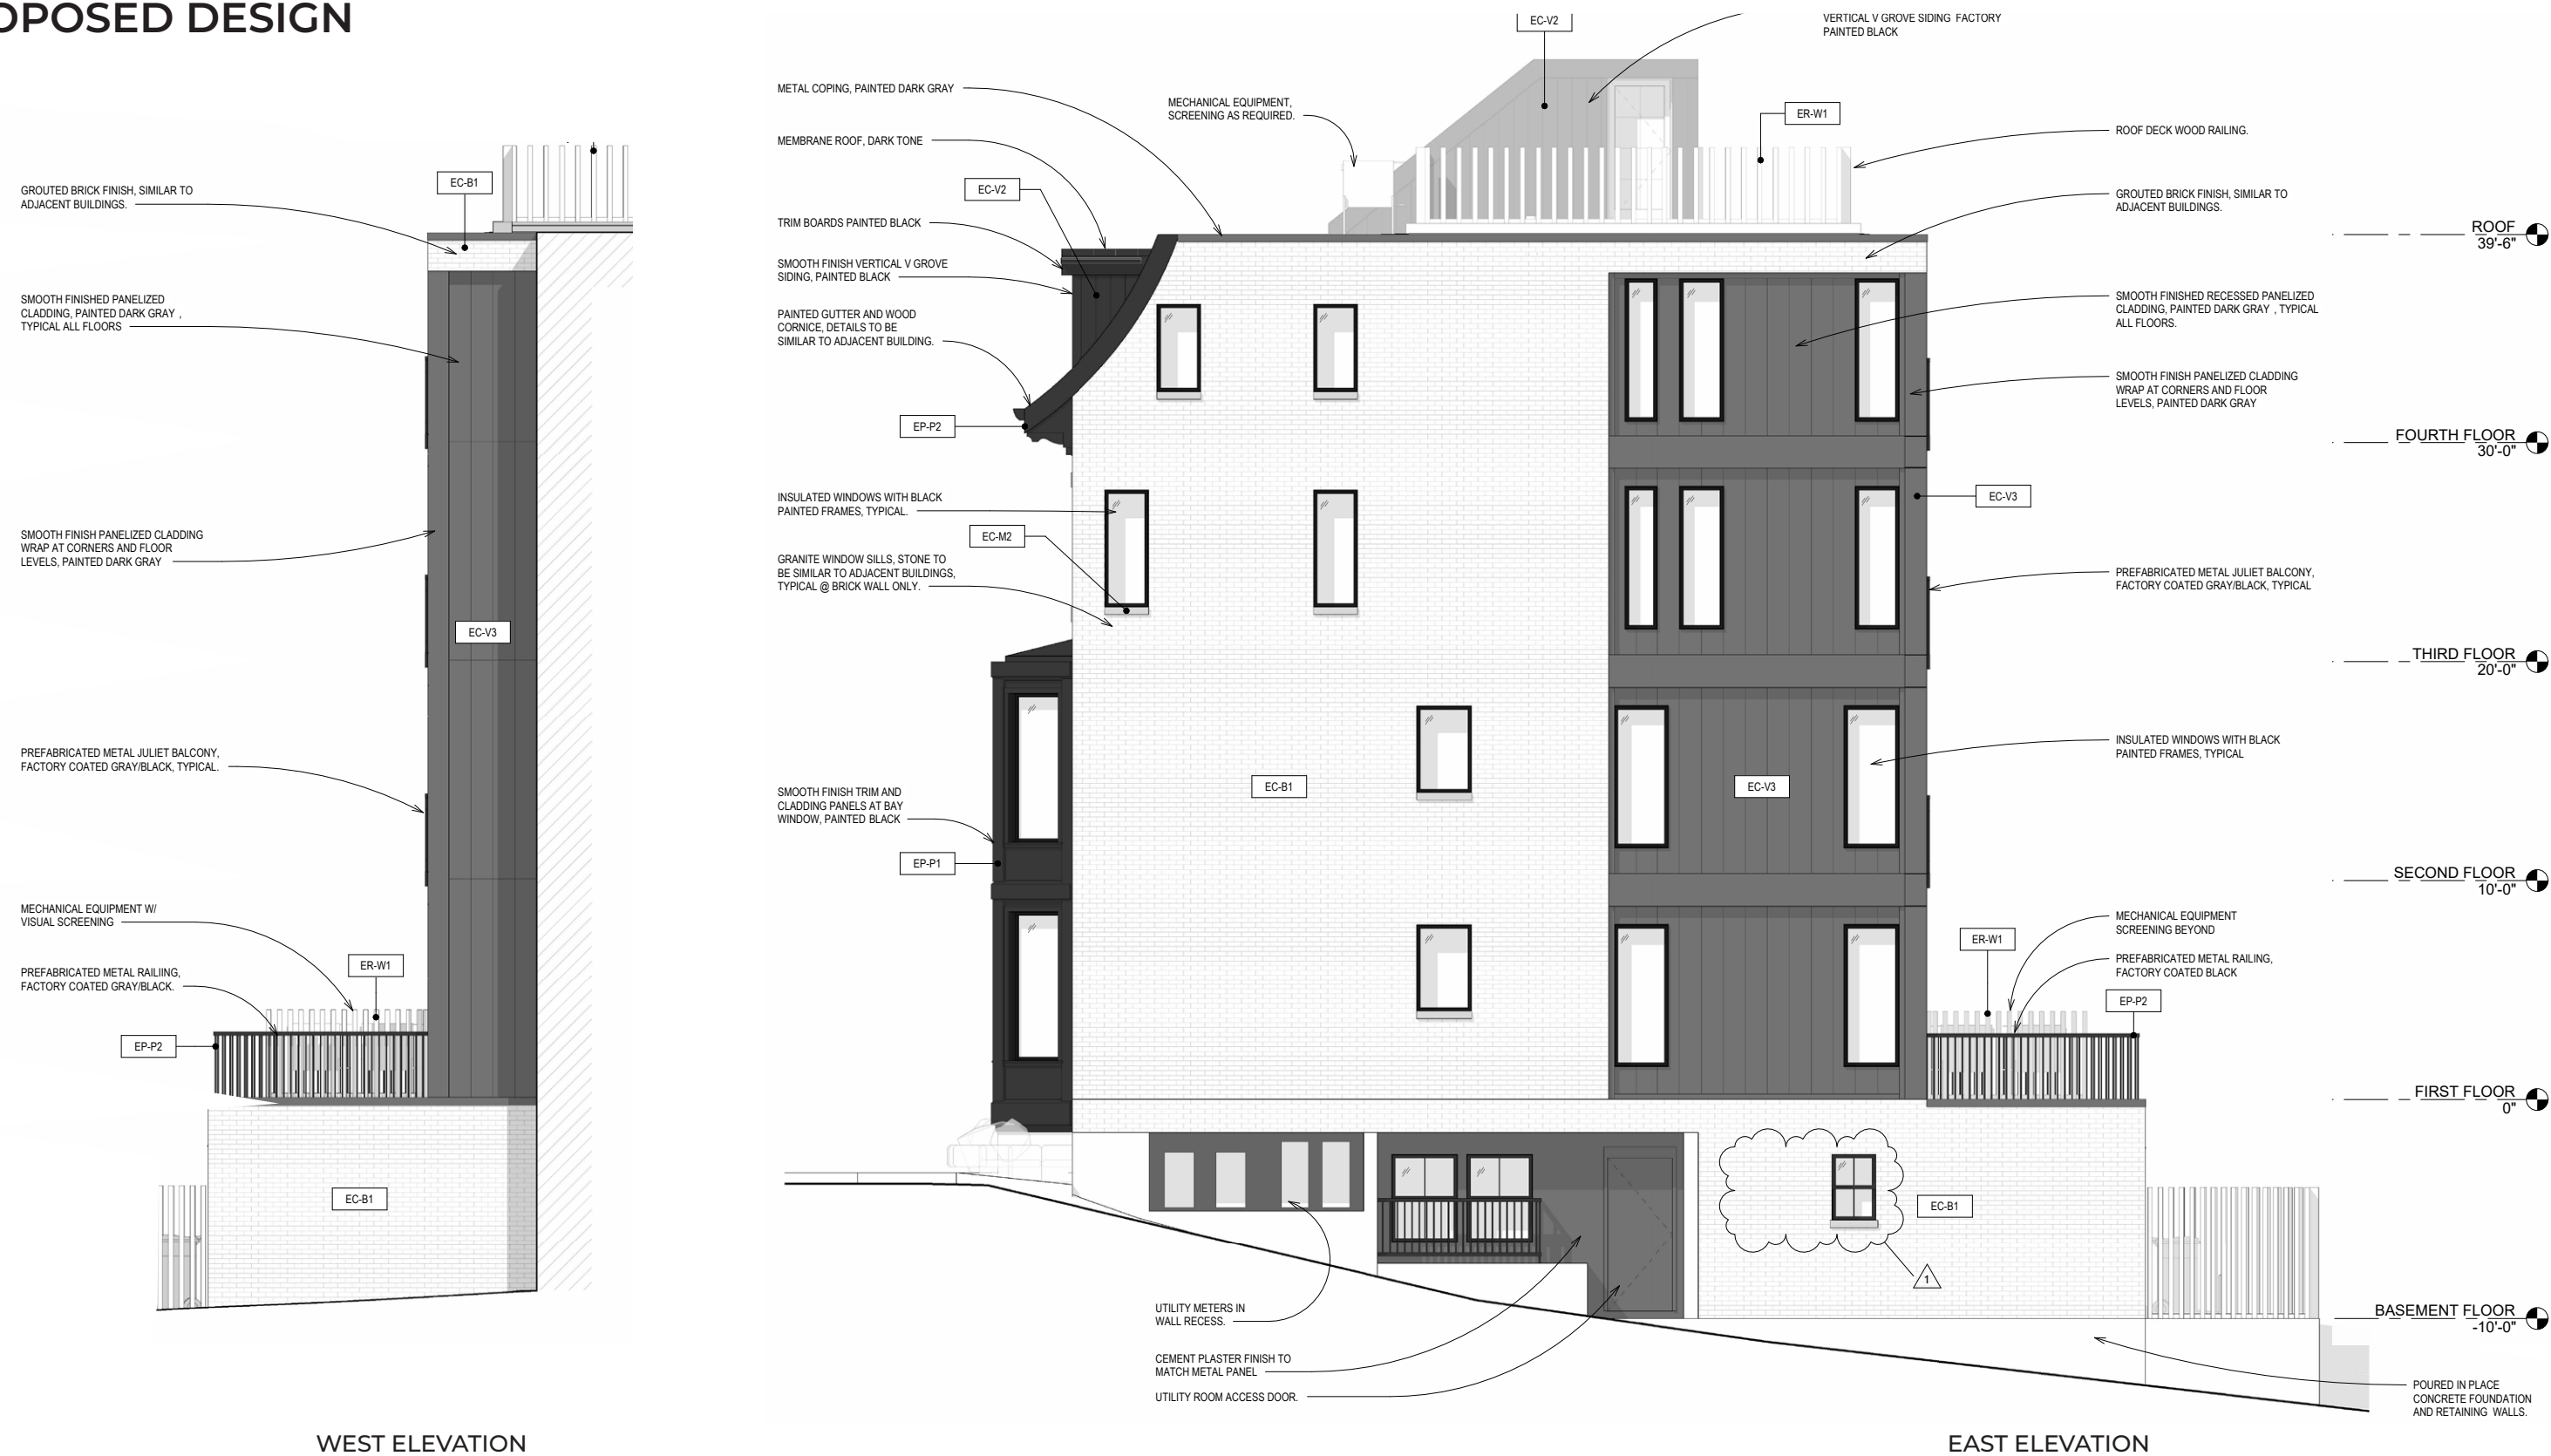 OPOSED DESIGN
GROUTED BRICK FINISH, SIMILAR TO
ADJACENT BUILDINGS.
EC-B1
SMOOTH FINISHED PANELIZED
CLADDING, PAINTED DARK GRAY ,
TYPICAL ALL FLOORS
SMOOTH FINISH PANELIZED CLADDING
WRAP AT CORNERS AND FLOOR
LEVELS, PAINTED DARK GRAY
EC-V3
PREFABRICATED METAL JULIET BALCONY,
FACTORY COATED GRAY/BLACK, TYPICAL.
MECHANICAL EQUIPMENT W/
VISUAL SCREENING
ER-W1
PREFABRICATED METAL RAILIING,
FACTORY COATED GRAY/BLACK.
EP-P2
EC-B1
WEST ELEVATION
EC-V2
VERTICAL V GROVE SIDING FACTORY
PAINTED BLACK
METAL COPING, PAINTED DARK GRAY
MECHANICAL EQUIPMENT,
SCREENING AS REQUIRED.
ER-W1
MEMBRANE ROOF, DARK TONE
EC-V2
TRIM BOARDS PAINTED BLACK
SMOOTH FINISH VERTICAL V GROVE
SIDING, PAINTED BLACK
PAINTED GUTTER AND WOOD
CORNICE, DETAILS TO BE
SIMILAR TO ADJACENT BUILDING.
EP-P2
INSULATED WINDOWS WITH BLACK
PAINTED FRAMES, TYPICAL.
EC-M2
GRANITE WINDOW SILLS, STONE TO
BE SIMILAR TO ADJACENT BUILDINGS,
TYPICAL @ BRICK WALL ONLY.
SMOOTH FINISH TRIM AND
CLADDING PANELS AT BAY
WINDOW, PAINTED BLACK
EP-P1
EC-B1
EC-V3
ROOF DECK WOOD RAILING.
GROUTED BRICK FINISH, SIMILAR TO
ADJACENT BUILDINGS.
SMOOTH FINISHED RECESSED PANELIZED
CLADDING, PAINTED DARK GRAY , TYPICAL
ALL FLOORS.
SMOOTH FINISH PANELIZED CLADDING
WRAP AT CORNERS AND FLOOR
LEVELS, PAINTED DARK GRAY
EC-V3
PREFABRICATED METAL JULIET BALCONY,
FACTORY COATED GRAY/BLACK, TYPICAL
INSULATED WINDOWS WITH BLACK
PAINTED FRAMES, TYPICAL
MECHANICAL EQUIPMENT
SCREENING BEYOND
ER-W1
PREFABRICATED METAL RAILING,
FACTORY COATED BLACK
EP-P2
EC-B1
1
UTILITY METERS IN
WALL RECESS.
CEMENT PLASTER FINISH TO
MATCH METAL PANEL
UTILITY ROOM ACCESS DOOR.
POURED IN PLACE
CONCRETE FOUNDATION
AND RETAINING WALLS.
ROOF
39'-6"
FOURTH FLOOR
30'-0"
THIRD FLOOR
20'-0"
SECOND FLOOR
10'-0"
FIRST FLOOR
0"
BASEMENT FLOOR
-10'-0"
EAST ELEVATION